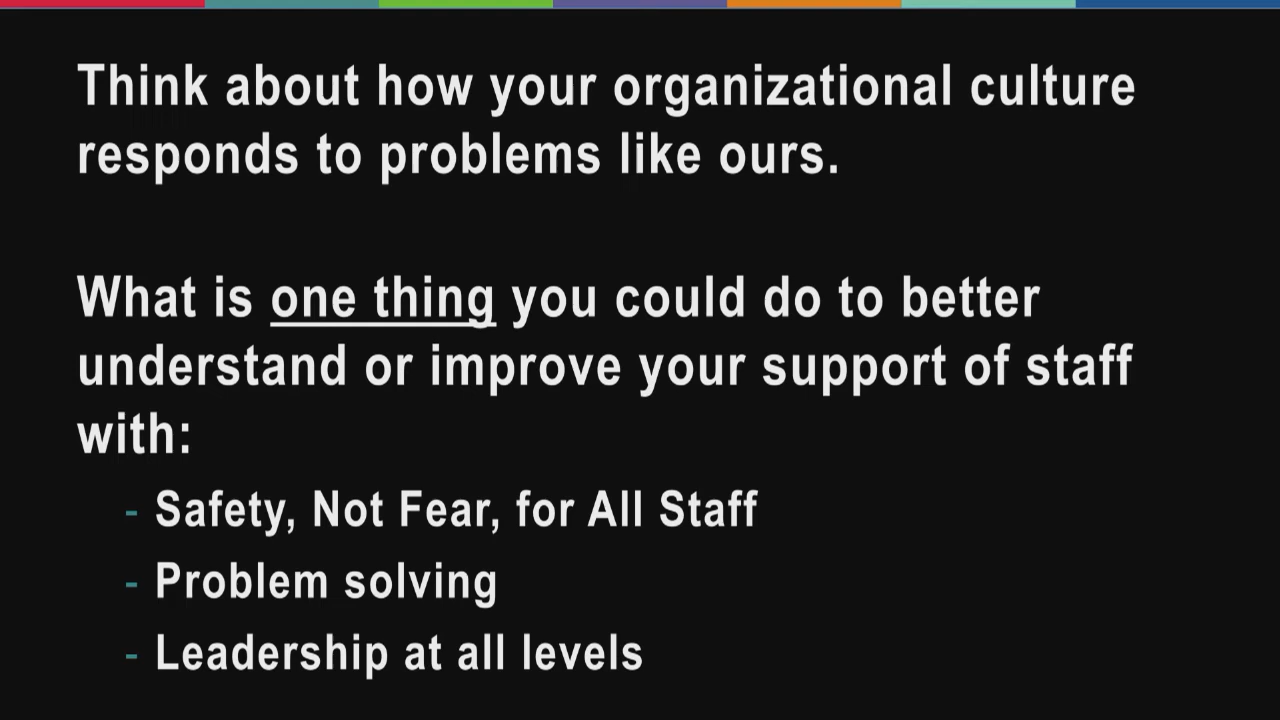 Think about how your organizational culture
responds to problems like ours.
What is one thing you could do to better
understand or improve your support of staff
with:
- Safety, Not Fear, for All Staff
- Problem solving
- Leadership at all levels